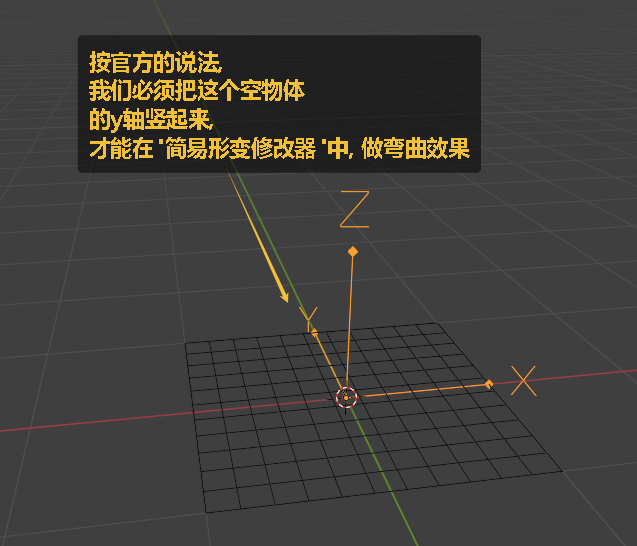 按官方的说法,
我们必须把这个空物体
的y轴竖起来,
才能在 '简易形变修改器 '中, 做弯曲效果
Z
Y
X